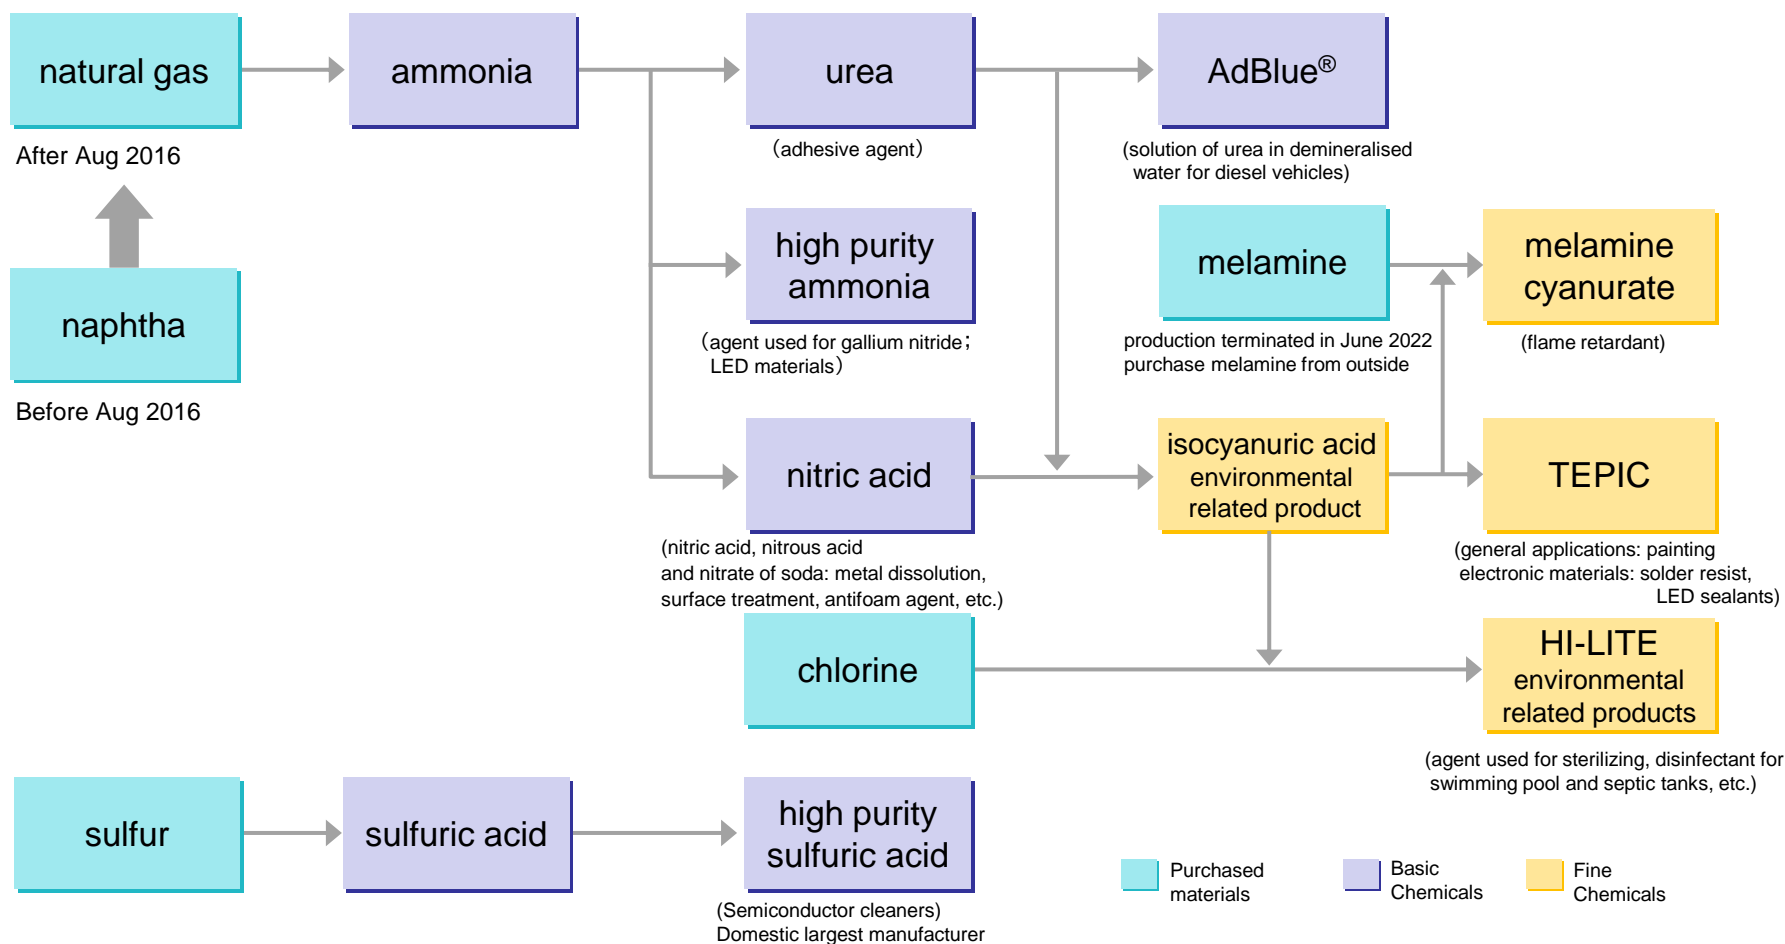 natural gas
After Aug 2016
naphtha
Before Aug 2016
ammonia
urea
(adhesive agent)
AdBlue®
(solution of urea in demineralised
water for diesel vehicles)
high purity
ammonia
(agent used for gallium nitride;
LED materials)
melamine
production terminated in June 2022
purchase melamine from outside
melamine
cyanurate
(flame retardant)
nitric acid
(nitric acid, nitrous acid
and nitrate of soda: metal dissolution,
surface treatment, antifoam agent, etc.)
isocyanuric acid
environmental
related product
TEPIC
(general applications: painting
electronic materials: solder resist,
LED sealants)
chlorine
HI-LITE
environmental
related products
(agent used for sterilizing, disinfectant for
swimming pool and septic tanks, etc.)
sulfur
sulfuric acid
high purity
sulfuric acid
(Semiconductor cleaners)
Domestic largest manufacturer
Purchased
materials
Basic
Chemicals
Fine
Chemicals